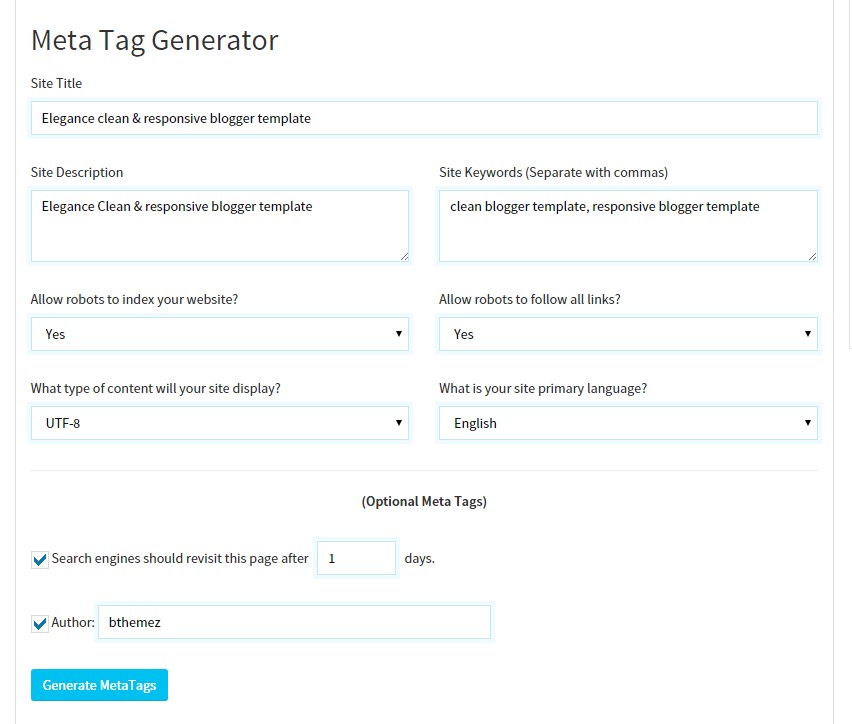 Meta Tag Generator
Site Title
Elegance clean & responsive blogger template
Site Description
Site Keywords (Separate with commas)
Elegance Clean & responsive blogger template
clean blogger template, responsive blogger template
Allow robots to index your website?
Allow robots to follow all links?
Yes
Yes
What type of content will your site display?
What is your site primary language?
UTF-8
English
(Optional Meta Tags)
Search engines should revisit this page after 1 days.
Author: bthemez
Generate MetaTags